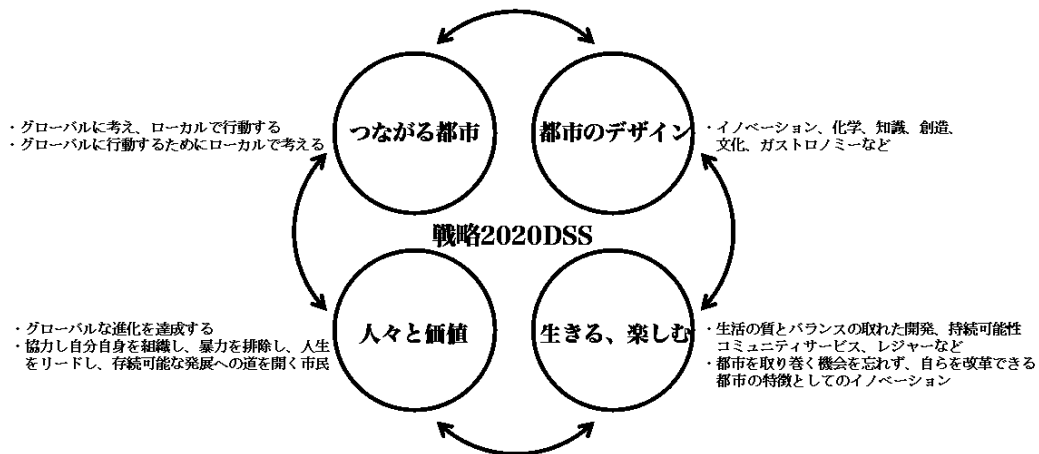 つながる都市
・グローバルに考え、ローカルで行動する
・グローバルに行動するためにローカルで考える
都市のデザイン
・イノベーション、化学、知識、創造、
文化、ガストロノミーなど
戦略2020DSS
人々と価値
・グローバルな進化を達成する
・協力し自分自身を組織し、暴力を排除し、人生
をリードし、存続可能な発展への道を開く市民
生きる、楽しむ
・生活の質とバランスの取れた開発、持続可能性
コミュニティサービス、レジャーなど
・都市を取り巻く機会を忘れず、自らを改革できる
都市の特徴としてのイノベーション